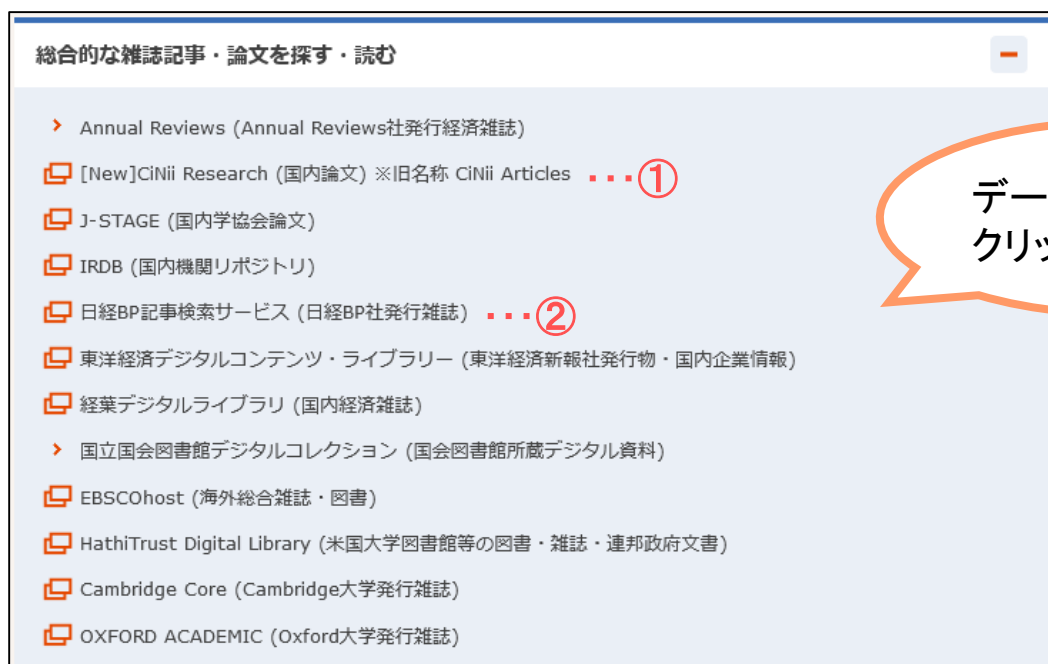 総合的な雑誌記事・論文を探す・読む
Annual Reviews (Annual Reviews社発行経済雑誌)
[New]CiNii Research (国内論文) ※旧名称 CiNii Articles ・・・①
J-STAGE (国内学協会論文)
IRDB (国内機関リポジトリ)
日経BP記事検索サービス (日経BP社発行雑誌) ・・・②
東洋経済デジタルコンテンツ・ライブラリー (東洋経済新報社発行物・国内企業情報)
経葉デジタルライブラリ (国内経済雑誌)
国立国会図書館デジタルコレクション (国会図書館所蔵デジタル資料)
EBSCOhost (海外総合雑誌・図書)
HathiTrust Digital Library (米国大学図書館等の図書・雑誌・連邦政府文書)
Cambridge Core (Cambridge大学発行雑誌)
OXFORD ACADEMIC (Oxford大学発行雑誌)
デー
クリッ